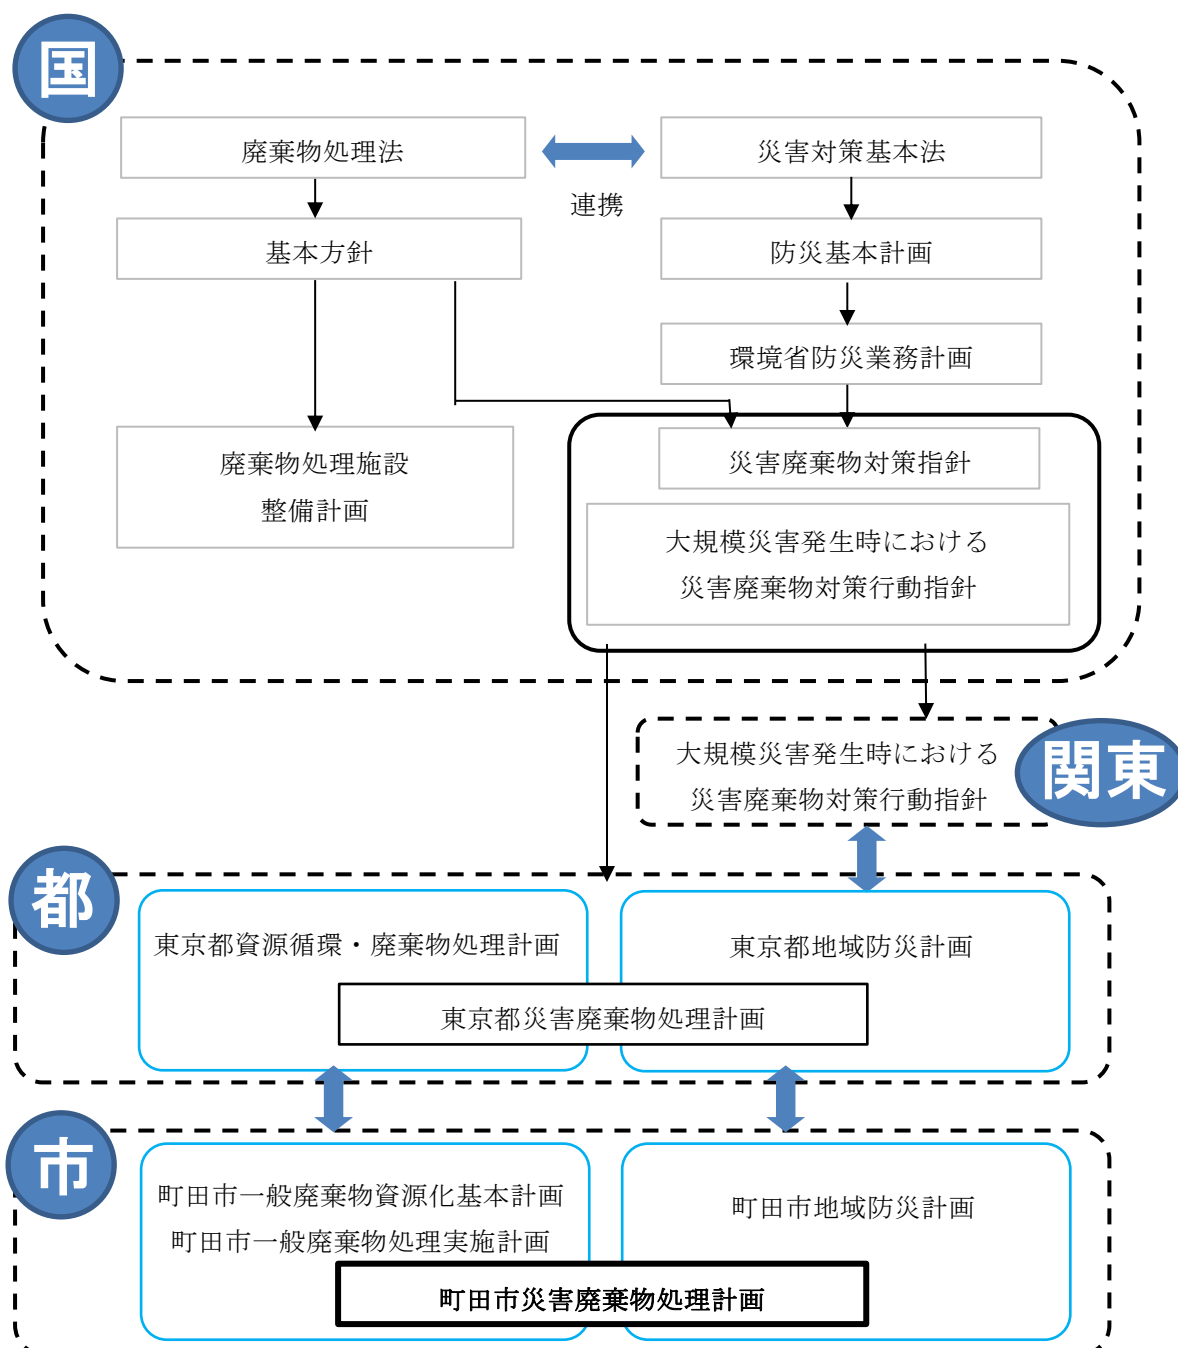 国
廃棄物処理法
災害対策基本法
連携
基本方針
防災基本計画
環境省防災業務計画
廃棄物処理施設
整備計画
災害廃棄物対策指針
大規模災害発生時における
災害廃棄物対策行動指針
大規模災害発生時における
災害廃棄物対策行動指針
関東
都
東京都資源循環・廃棄物処理計画
東京都地域防災計画
東京都災害廃棄物処理計画
市
町田市一般廃棄物資源化基本計画
町田市一般廃棄物処理実施計画
町田市地域防災計画
町田市災害廃棄物処理計画